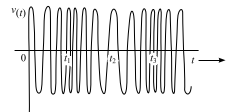 v(t)
0 t₁ t₂ t₃ t